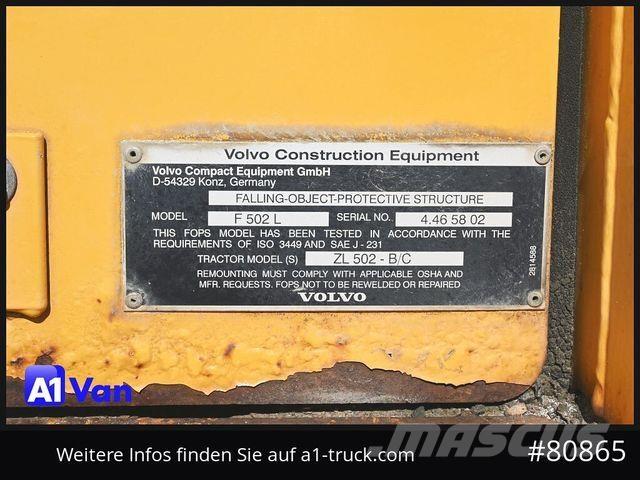 Volvo Construction Equipment
Volvo Compact Equipment GmbH
D-54329 Konz, Germany
FALLING-OBJECT-PROTECTIVE STRUCTURE
MODEL F 502 L SERIAL NO. 4.46 58 02
THIS FOPS MODEL HAS BEEN TESTED IN ACCORDANCE WITH THE
REQUIREMENTS OF ISO 3449 AND SAE J - 231
TRACTOR MODEL (S) ZL 502 - B/C
REMOUNTING MUST COMPLY WITH APPLICABLE OSHA AND
MFR. REQUESTS. FOPS NOT TO BE REWELDED OR REPAIRED
VOLVO
2814588
A1 Van
MASCUS
Weitere Infos finden Sie auf a1-truck.com #80865